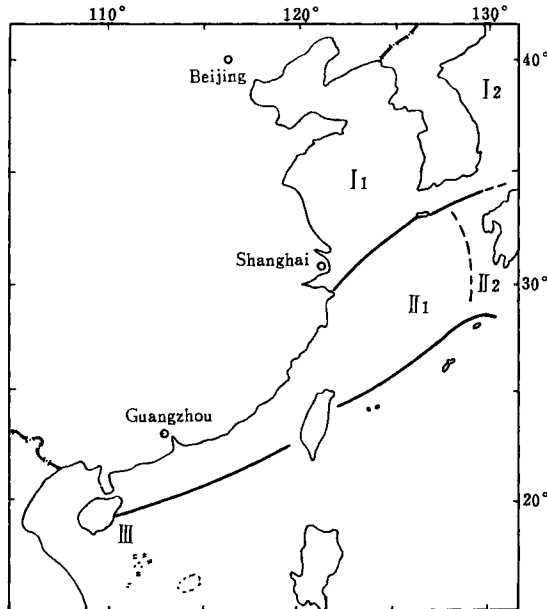 110° 120° 130°
Beijing
40°
I2
I1
Shanghai
30°
II1
II2
Guangzhou
20°
III